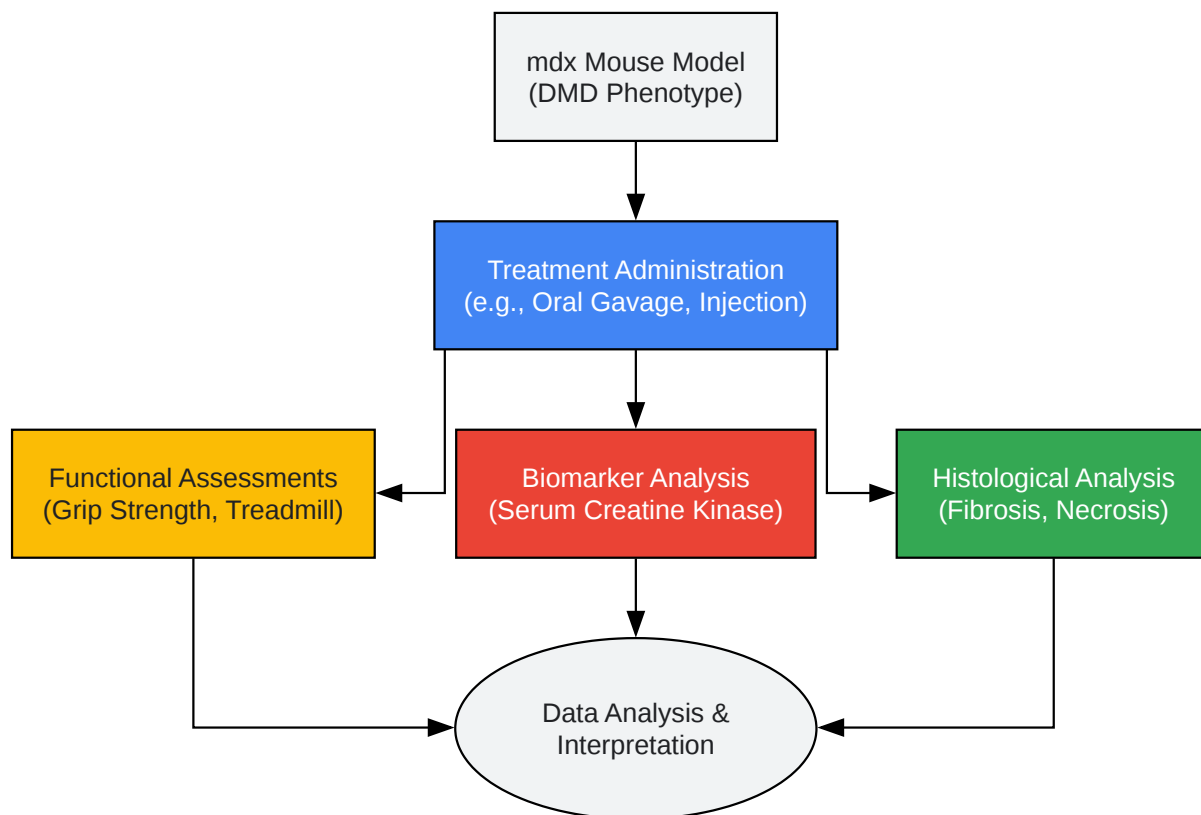 mdx Mouse Model
(DMD Phenotype)
Treatment Administration
(e.g., Oral Gavage, Injection)
Functional Assessments
(Grip Strength, Treadmill)
Biomarker Analysis
(Serum Creatine Kinase)
Histological Analysis
(Fibrosis, Necrosis)
Data Analysis &
Interpretation